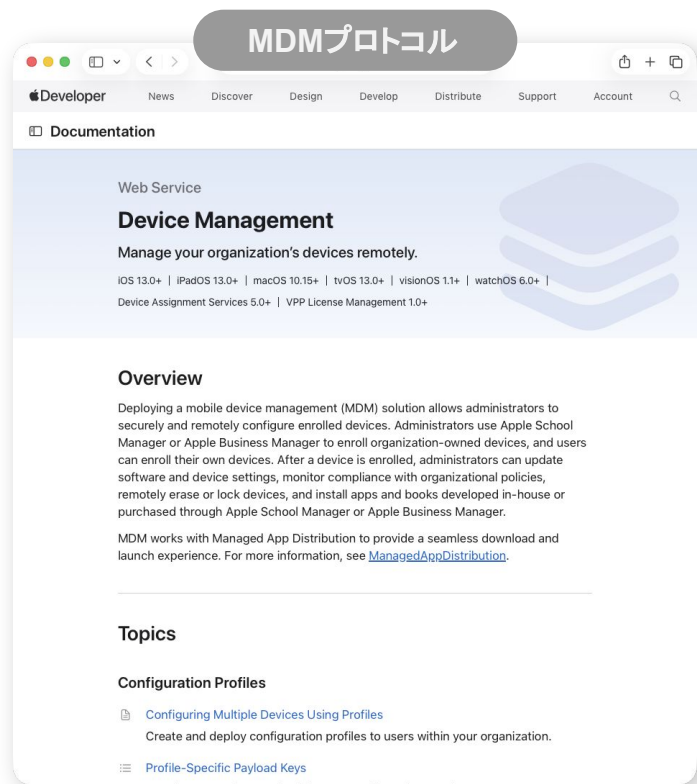 MDMプロトコル
Developer News Discover Design Develop Distribute Support Account
Documentation
Web Service
Device Management
Manage your organization's devices remotely.
iOS 13.0+ | iPadOS 13.0+ | macOS 10.15+ | tvOS 13.0+ | visionOS 1.1+ | watchOS 6.0+ |
Device Assignment Services 5.0+ | VPP License Management 1.0+
Overview
Deploying a mobile device management (MDM) solution allows administrators to
securely and remotely configure enrolled devices. Administrators use Apple School
Manager or Apple Business Manager to enroll organization-owned devices, and users
can enroll their own devices. After a device is enrolled, administrators can update
software and device settings, monitor compliance with organizational policies,
remotely erase or lock devices, and install apps and books developed in-house or
purchased through Apple School Manager or Apple Business Manager.
MDM works with Managed App Distribution to provide a seamless download and
launch experience. For more information, see ManagedAppDistribution.
Topics
Configuration Profiles
Configuring Multiple Devices Using Profiles
Create and deploy configuration profiles to users within your organization.
Profile-Specific Payload Keys